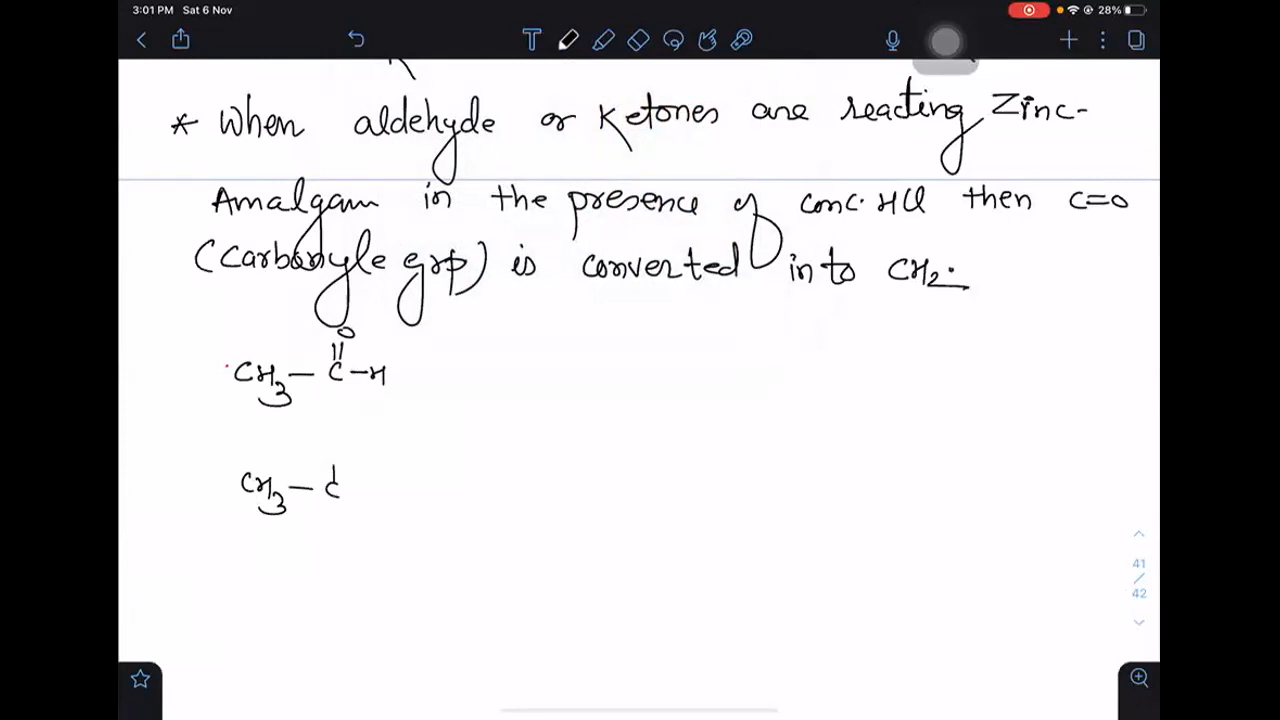 3:01 PM Sat 6 Nov
28%
* When aldehyde or Ketones are reacting Zinc-
Amalgam in the presence of conc. HCl then C=O
(Carbonyle grp) is converted into CH2.
O
||
CH3 - C - H
CH3 - C
41
/
42